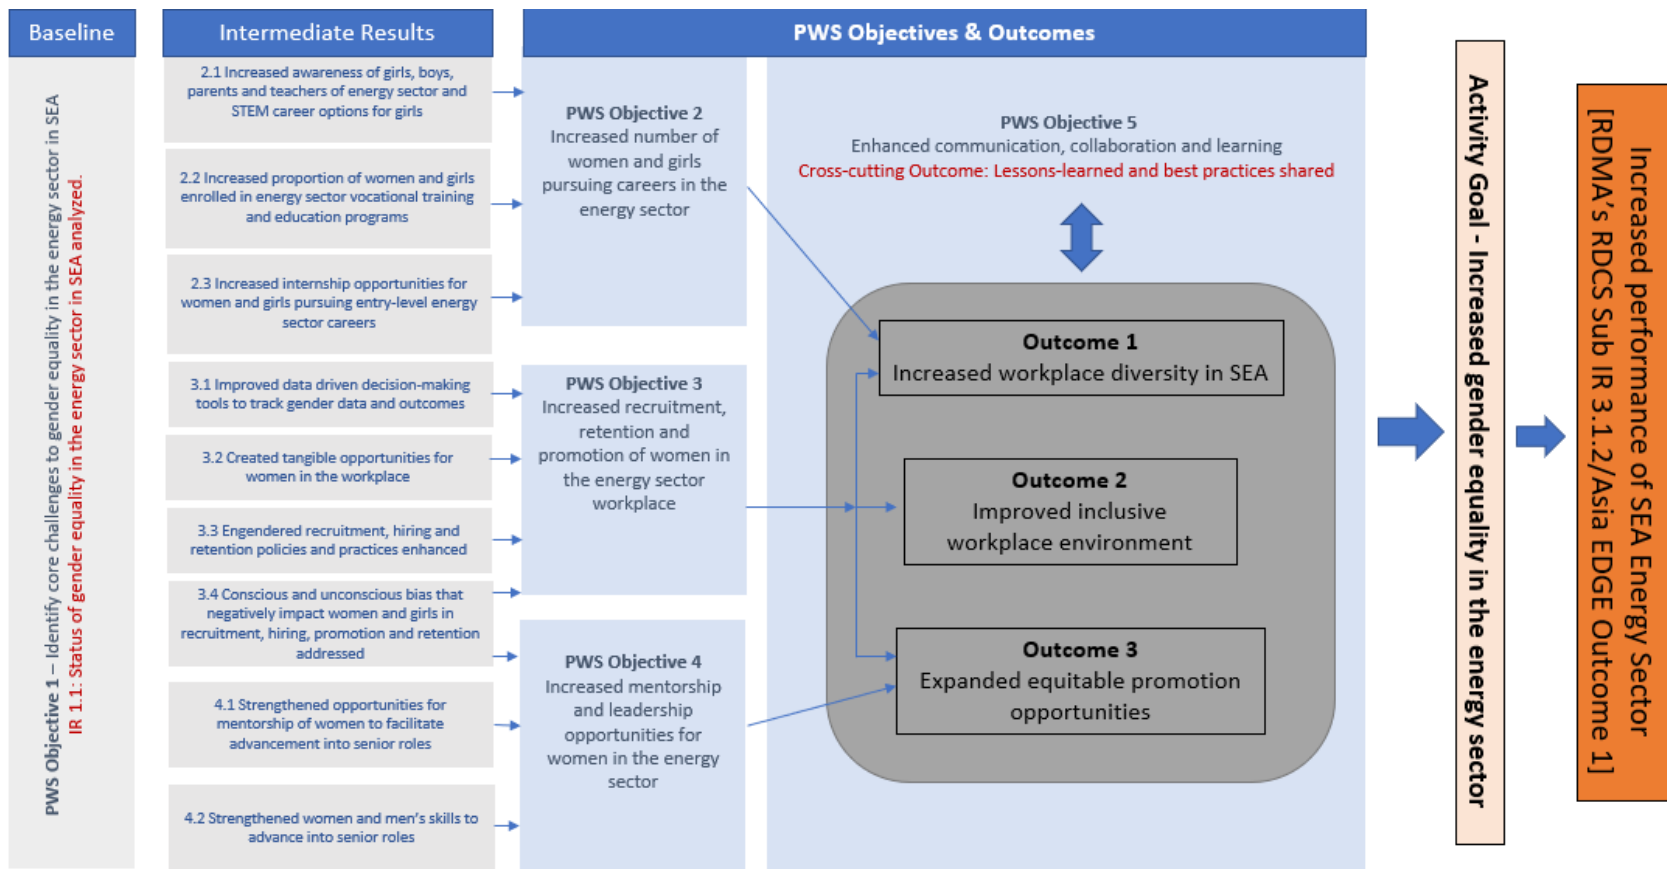 Baseline
PWS Objective 1 – Identify core challenges to gender equality in the energy sector in SEA
IR 1.1: Status of gender equality in the energy sector in SEA analyzed.
Intermediate Results
2.1 Increased awareness of girls, boys,
parents and teachers of energy sector and
STEM career options for girls
2.2 Increased proportion of women and girls
enrolled in energy sector vocational training
and education programs
2.3 Increased internship opportunities for
women and girls pursuing entry-level energy
sector careers
3.1 Improved data driven decision-making
tools to track gender data and outcomes
3.2 Created tangible opportunities for
women in the workplace
3.3 Engendered recruitment, hiring and
retention policies and practices enhanced
3.4 Conscious and unconscious bias that
negatively impact women and girls in
recruitment, hiring, promotion and retention
addressed
4.1 Strengthened opportunities for
mentorship of women to facilitate
advancement into senior roles
4.2 Strengthened women and men's skills to
advance into senior roles
PWS Objectives & Outcomes
PWS Objective 2
Increased number of
women and girls
pursuing careers in the
energy sector
PWS Objective 3
Increased recruitment,
retention and
promotion of women in
the energy sector
workplace
PWS Objective 4
Increased mentorship
and leadership
opportunities for
women in the energy
sector
PWS Objective 5
Enhanced communication, collaboration and learning
Cross-cutting Outcome: Lessons-learned and best practices shared
Outcome 1
Increased workplace diversity in SEA
Outcome 2
Improved inclusive
workplace environment
Outcome 3
Expanded equitable promotion
opportunities
Activity Goal - Increased gender equality in the energy sector
Increased performance of SEA Energy Sector
[RDMA's RDCS Sub IR 3.1.2/Asia EDGE Outcome 1]